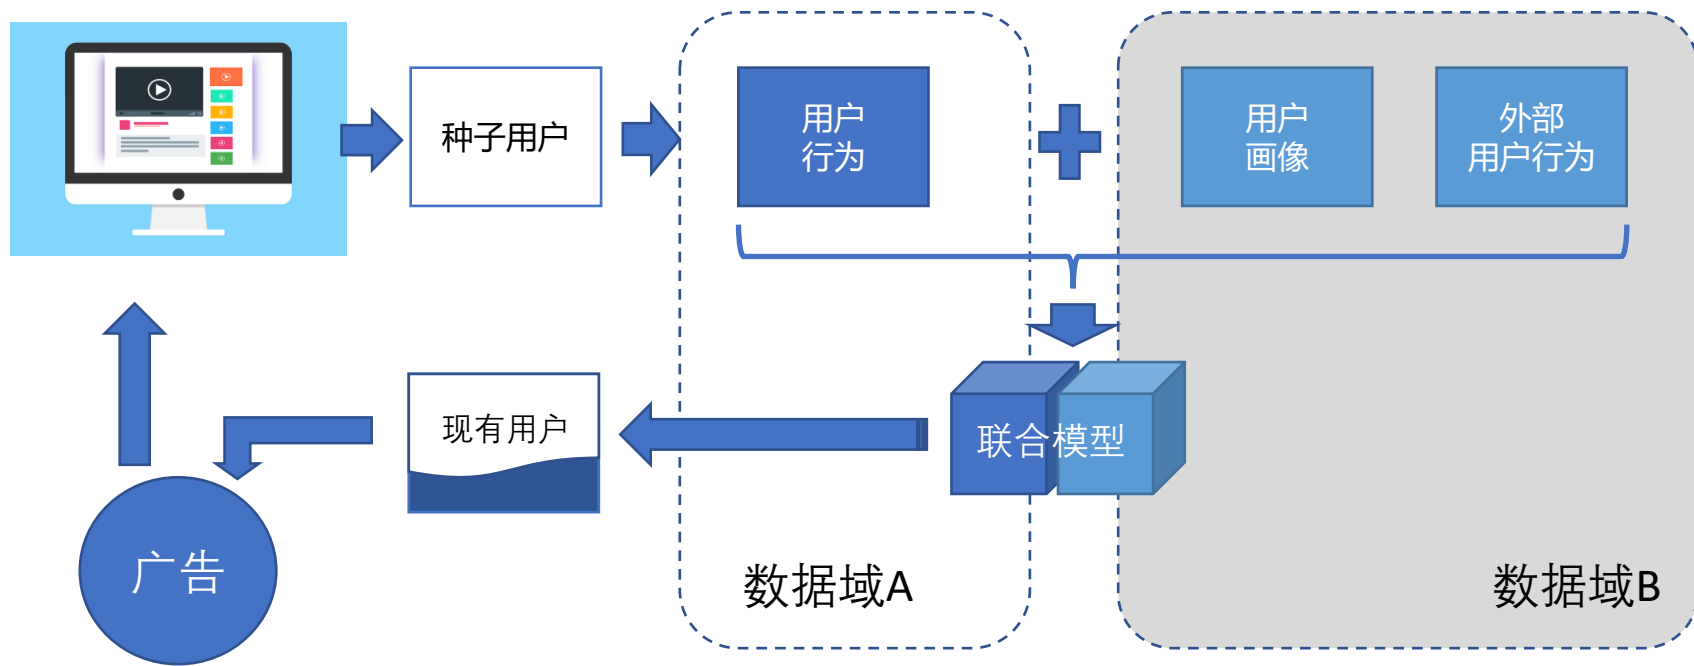 种子用户
用户
行为
用户
画像
外部
用户行为
现有用户
联合模型
广告
数据域A
数据域B